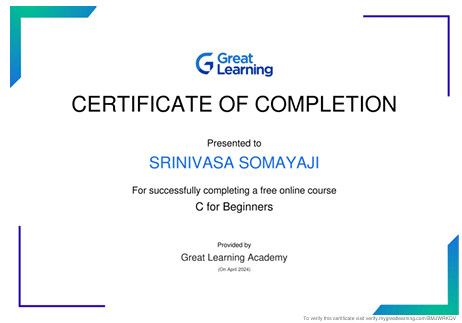 Great
Learning
CERTIFICATE OF COMPLETION
Presented to
SRINIVASA SOMAYAJI
For successfully completing a free online course
C for Beginners
Provided by
Great Learning Academy
(On April 2024)
To verify this certificate visit verify.mygreatlearning.com/BMJWRKQV